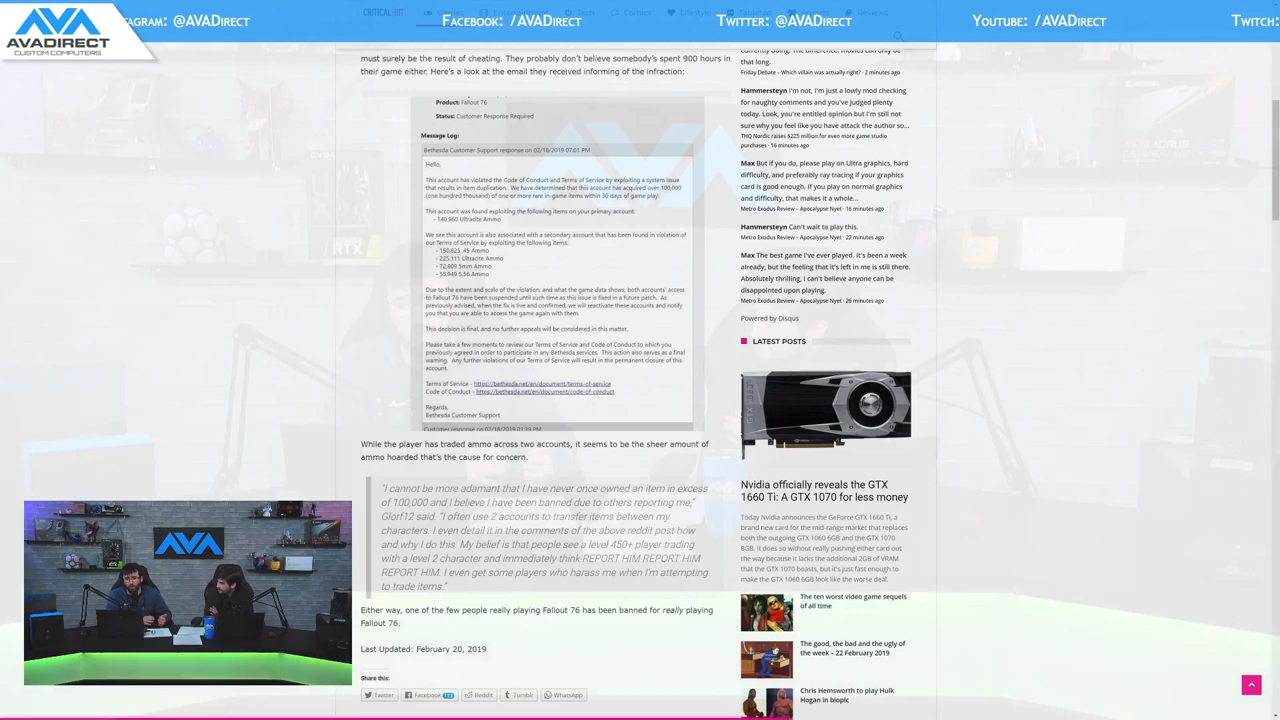 TAGRAM: @AVADIRECT
FACEBOOK: /AVADIRECT
TWITTER: @AVADIRECT
YOUTUBE: /AVADIRECT
TWITCH:
AVADIRECT
CUSTOM COMPUTERS
CRITICAL HIT
must surely be the result of cheating. They probably don't believe somebody's spent 900 hours in
their game either. Here's a look at the email they received informing of the infraction:
Product: Fallout 76
Status: Customer Response Required
Message Log:
Bethesda Customer Support response on 02/18/2019 07:01 PM
Hello.
This account has violated the Code of Conduct and Terms of Service by exploiting a system issue
that results in item duplication. We have determined that this account has acquired over 100,000
(one hundred thousand) of one or more rare in-game items within 30 days of game play.
This account was found exploiting the following items on your primary account:
- 140,960 Ultracite Ammo
We see this account is also associated with a secondary account that has been found in violation of
our Terms of Service by exploiting the following items:
- 150,625 .45 Ammo
- 225,111 Ultracite Ammo
- 72,809 5mm Ammo
- 55,949 5.56 Ammo
Due to the extent and scale of the violation, and what the game data shows, both accounts' access
to Fallout 76 have been suspended until such time as this issue is fixed in a future patch. As
previously advised, when the fix is live and confirmed, we will reactivate these accounts and notify
you that you are able to access the game again with them.
This decision is final, and no further appeals will be considered in this matter.
Please take a few moments to review our Terms of Service and Code of Conduct to which you
previously agreed in order to participate in any Bethesda services. This action also serves as a final
warning. Any further violations of our Terms of Service will result in the permanent closure of this
account.
Terms of Service - https://bethesda.net/en/document/terms-of-service
Code of Conduct - https://bethesda.net/en/document/code-of-conduct
Regards,
Bethesda Customer Support
Customer response on 02/18/2019 01:39 PM
While the player has traded ammo across two accounts, it seems to be the sheer amount of
ammo hoarded that's the cause for concern.
"I cannot be more adamant that I have never once owned an item in excess
of 100,000 and I believe I have been banned due to others reporting me,"
Glorf12 said. "I often use 2 accounts to transfer items between my
characters. I even detail it in the comments of the above reddit post how
and why I do this. My belief is that people see a level 450+ player trading
with a level 2 character and immediately think REPORT HIM REPORT HIM
REPORT HIM. I even get some players who harass me when I'm attempting
to trade items."
Either way, one of the few people really playing Fallout 76 has been banned for really playing
Fallout 76.
Last Updated: February 20, 2019
Share this:
Twitter
Facebook 112
Reddit
Tumblr
WhatsApp
currently doing. The difference: movies can only be
that long.
Friday Debate – Which villain was actually right? · 2 minutes ago
Hammersteyn I'm not, I'm just a lowly mod checking
for naughty comments and you've judged plenty
today. Look, you're entitled opinion but I'm still not
sure why you feel like you have attack the author so...
THQ Nordic raises $225 million for even more game studio
purchases · 16 minutes ago
Max But if you do, please play on Ultra graphics, hard
difficulty, and preferably ray tracing if your graphics
card is good enough. If you play on normal graphics
and difficulty, that makes it a whole...
Metro Exodus Review – Apocalypse Nyet · 16 minutes ago
Hammersteyn Can't wait to play this.
Metro Exodus Review – Apocalypse Nyet · 22 minutes ago
Max The best game I've ever played. It's been a week
already, but the feeling that it's left in me is still there.
Absolutely thrilling, I can't believe anyone can be
disappointed upon playing.
Metro Exodus Review – Apocalypse Nyet · 26 minutes ago
Powered by Disqus
LATEST POSTS
Nvidia officially reveals the GTX
1660 Ti: A GTX 1070 for less money
Today Nvidia announces the GeForce GTX 1660 Ti, a
brand new card for the mid-range market that replaces
both the outgoing GTX 1060 6GB and the GTX 1070
8GB. It does so without really pushing either card out
the way because it lacks the additional 2GB of VRAM
that the GTX 1070 boasts, but it's just fast enough to
make the GTX 1060 6GB look like the worse deal.
The ten worst video game sequels
of all time
The good, the bad and the ugly of
the week – 22 February 2019
Chris Hemsworth to play Hulk
Hogan in biopic